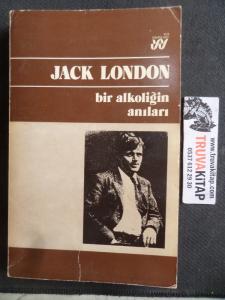 JACK LONDON
bir alkoliğin
anıları
www.truvakitap.com
TRUVAKİTAP
0537 612 29 30